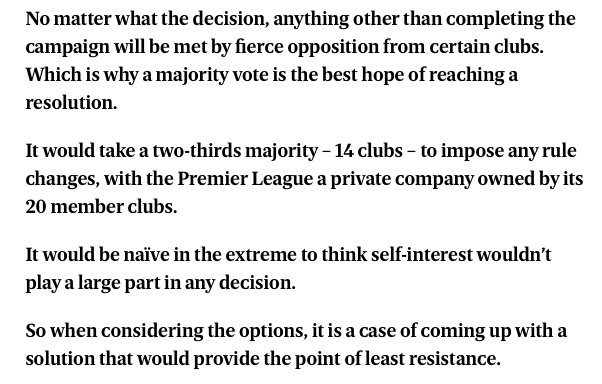 No matter what the decision, anything other than completing the
campaign will be met by fierce opposition from certain clubs.
Which is why a majority vote is the best hope of reaching a
resolution.
It would take a two-thirds majority – 14 clubs – to impose any rule
changes, with the Premier League a private company owned by its
20 member clubs.
It would be naïve in the extreme to think self-interest wouldn’t
play a large part in any decision.
So when considering the options, it is a case of coming up with a
solution that would provide the point of least resistance.